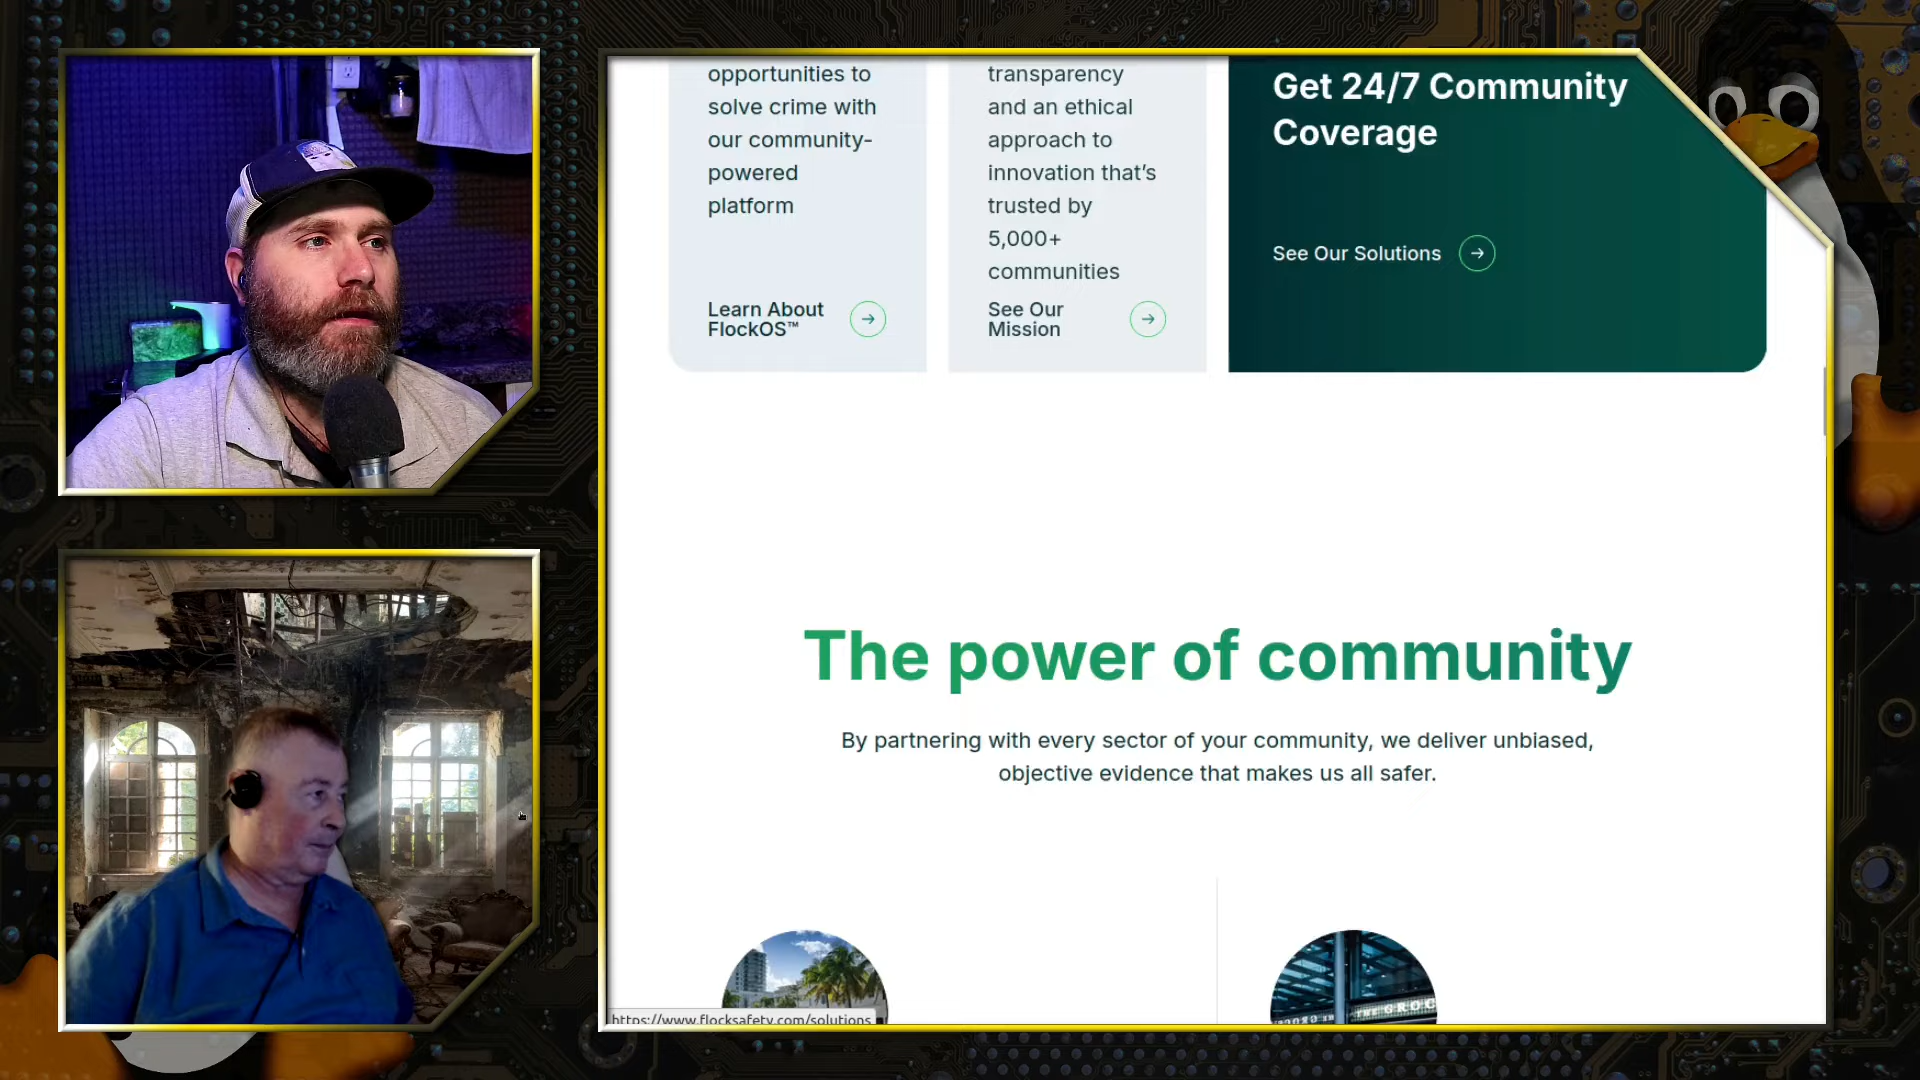 opportunities to
solve crime with
our community-
powered
platform
Learn About
FlockOS™
transparency
and an ethical
approach to
innovation that’s
trusted by
5,000+
communities
See Our
Mission
Get 24/7 Community
Coverage
See Our Solutions
The power of community
By partnering with every sector of your community, we deliver unbiased,
objective evidence that makes us all safer.
https://www.flocksafety.com/solutions